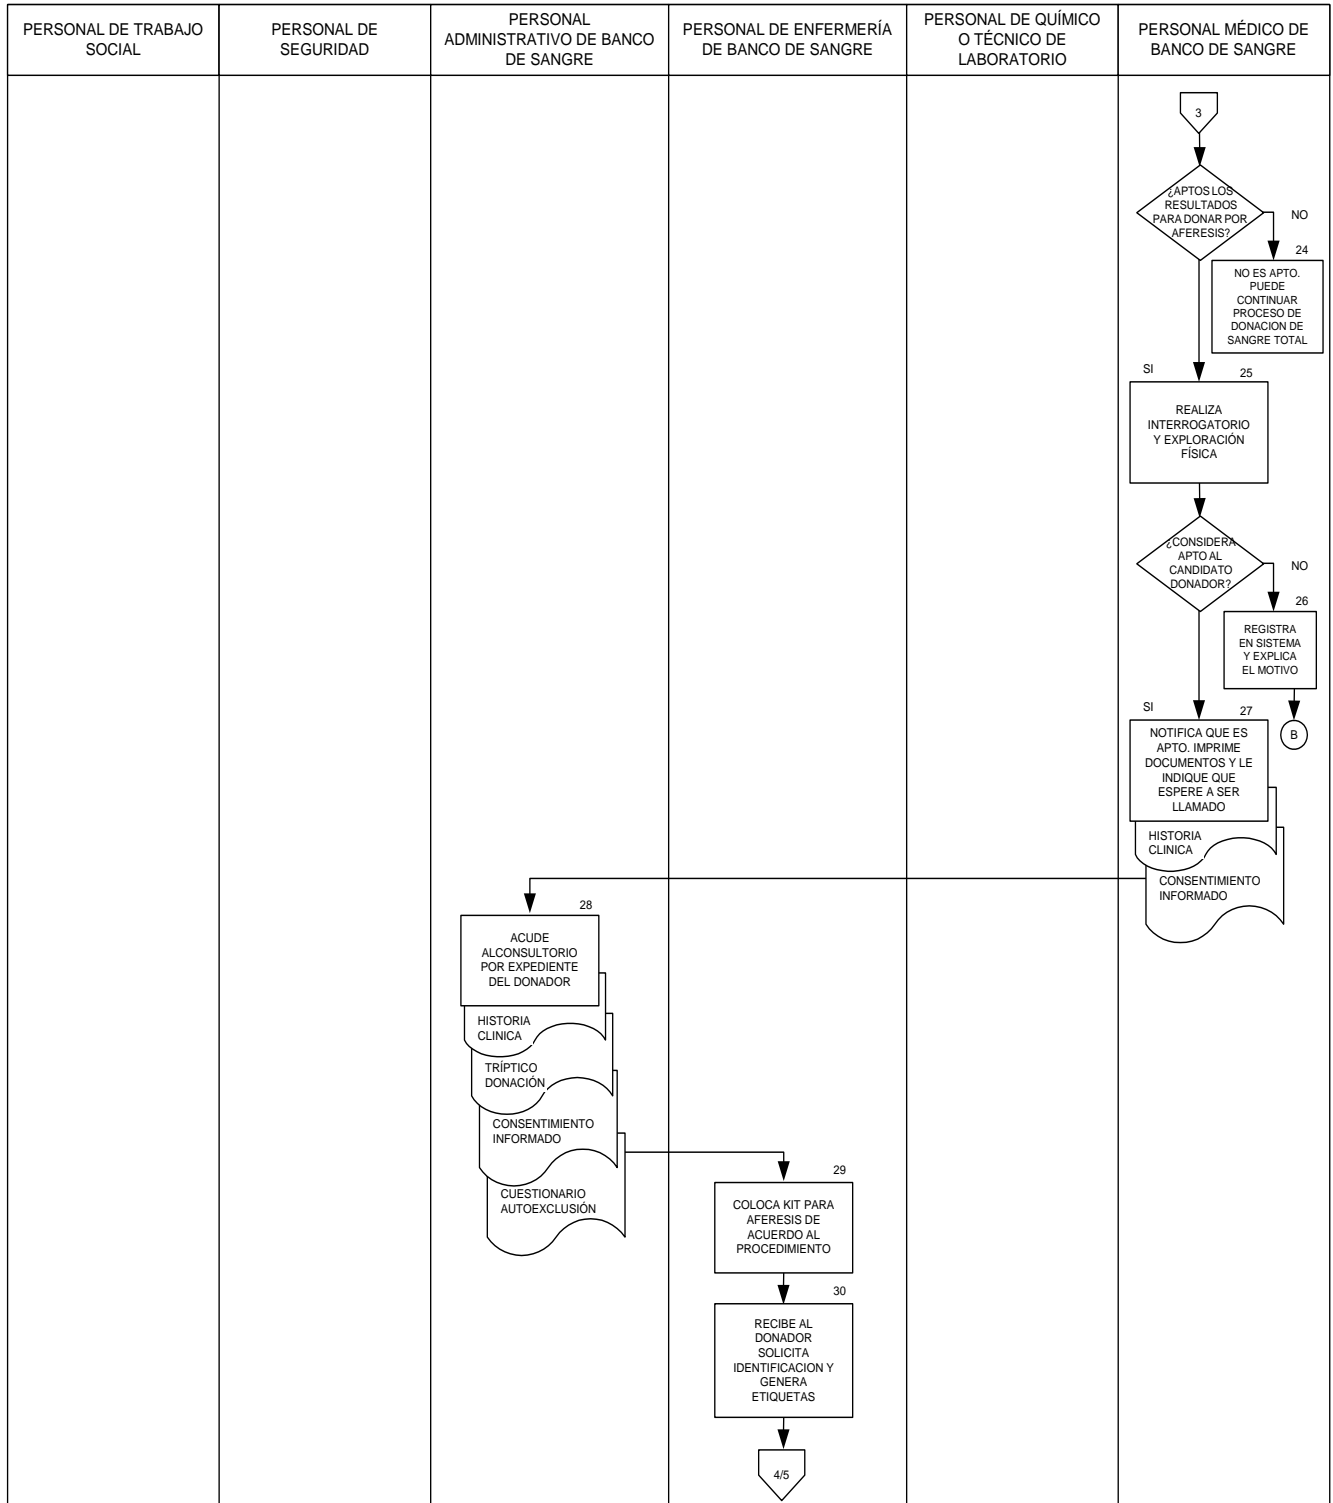 PERSONAL DE TRABAJO
SOCIAL
PERSONAL DE
SEGURIDAD
PERSONAL
ADMINISTRATIVO DE BANCO
DE SANGRE
PERSONAL DE ENFERMERÍA
DE BANCO DE SANGRE
PERSONAL DE QUÍMICO
O TÉCNICO DE
LABORATORIO
PERSONAL MÉDICO DE
BANCO DE SANGRE
3
¿APTOS LOS
RESULTADOS
PARA DONAR POR
AFERESIS?
NO
24
NO ES APTO.
PUEDE
CONTINUAR
PROCESO DE
DONACION DE
SANGRE TOTAL
SI
25
REALIZA
INTERROGATORIO
Y EXPLORACIÓN
FÍSICA
¿CONSIDERA
APTO AL
CANDIDATO
DONADOR?
NO
26
REGISTRA
EN SISTEMA
Y EXPLICA
EL MOTIVO
B
SI
27
NOTIFICA QUE ES
APTO. IMPRIME
DOCUMENTOS Y LE
INDIQUE QUE
ESPERE A SER
LLAMADO
HISTORIA
CLINICA
CONSENTIMIENTO
INFORMADO
28
ACUDE
ALCONSULTORIO
POR EXPEDIENTE
DEL DONADOR
HISTORIA
CLINICA
TRÍPTICO
DONACIÓN
CONSENTIMIENTO
INFORMADO
CUESTIONARIO
AUTOEXCLUSIÓN
29
COLOCA KIT PARA
AFERESIS DE
ACUERDO AL
PROCEDIMIENTO
30
RECIBE AL
DONADOR
SOLICITA
IDENTIFICACION Y
GENERA
ETIQUETAS
4/5